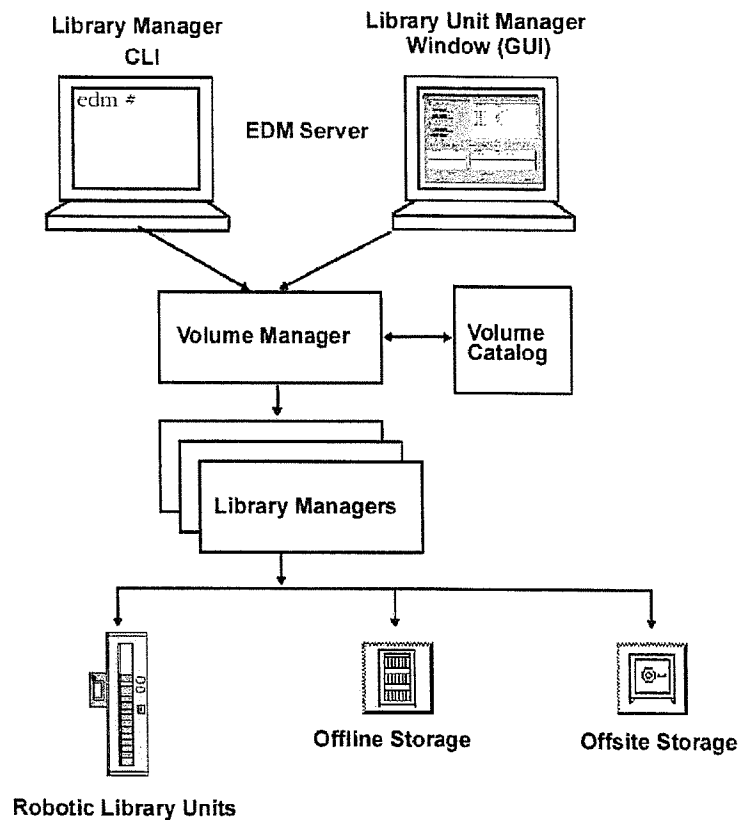 Library Manager
CLI
Library Unit Manager
Window (GUI)
edm #
EDM Server
Volume Manager
Volume
Catalog
Library Managers
Offline Storage
Offsite Storage
Robotic Library Units